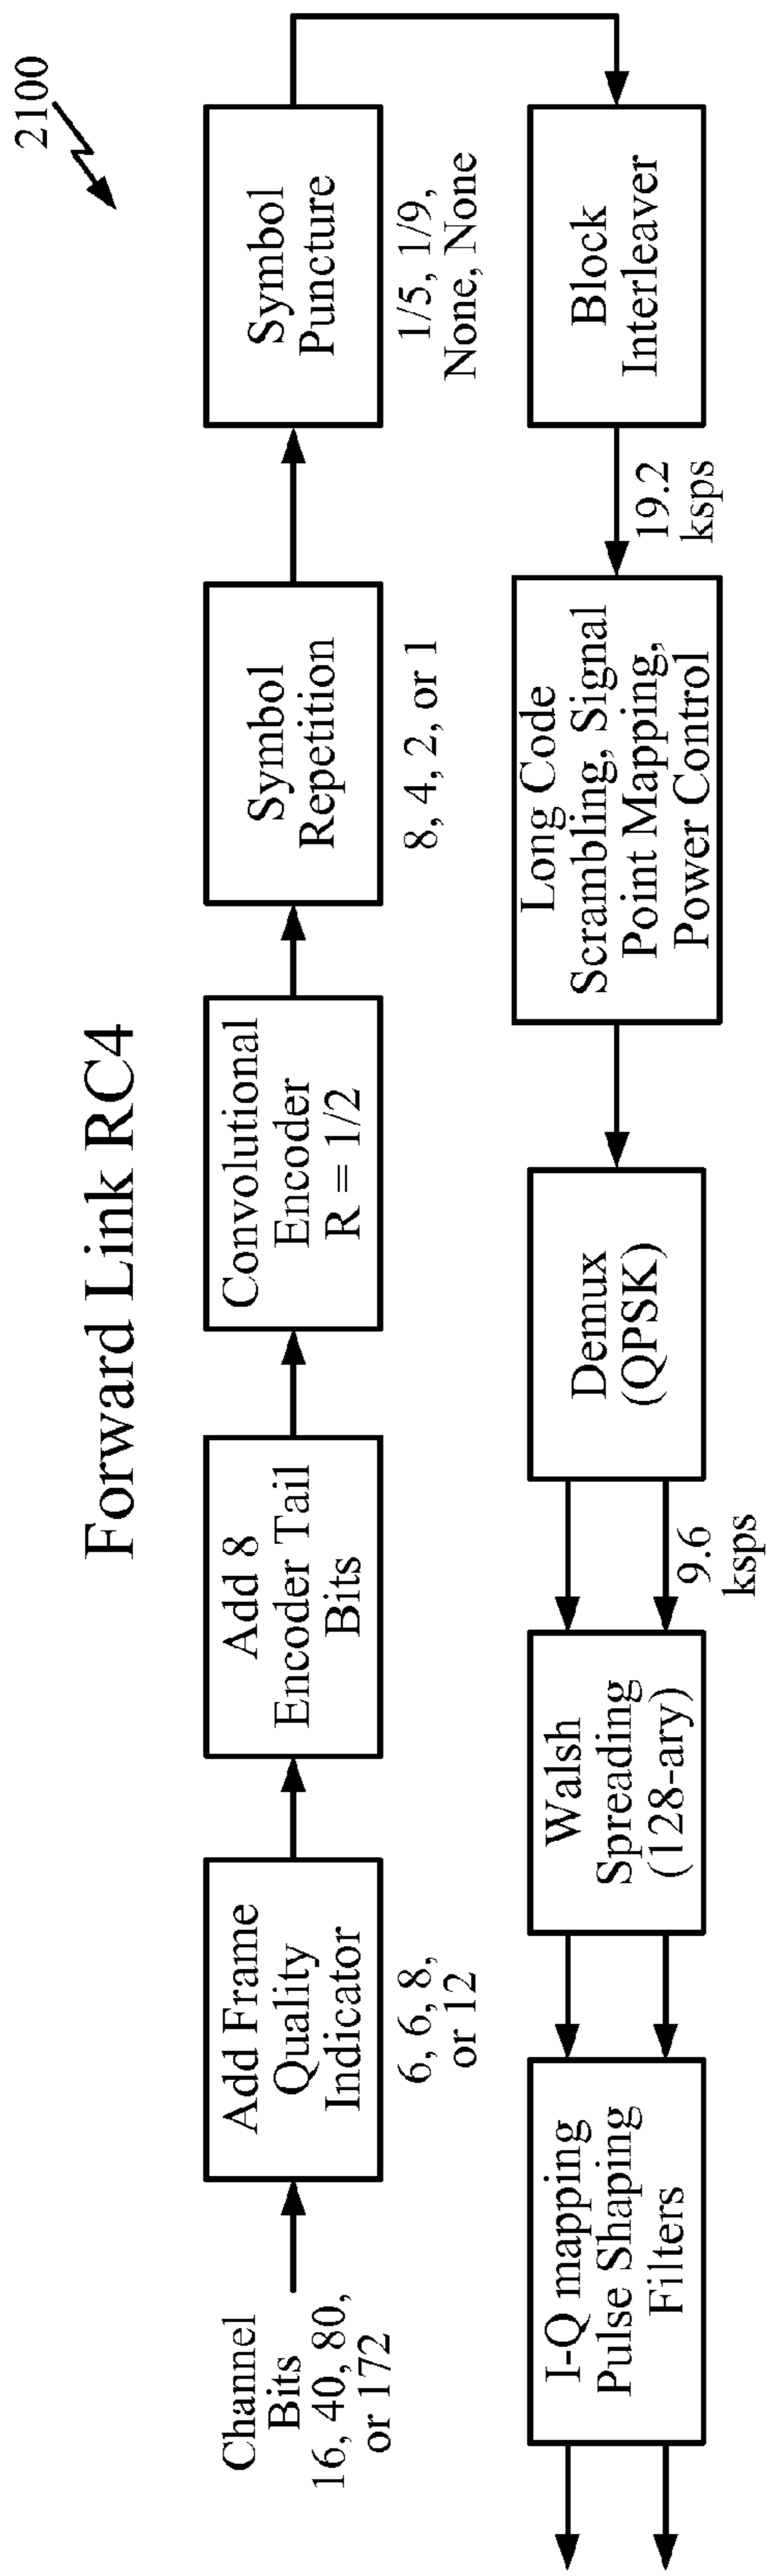 2100
Forward Link RC4
Channel
Bits
16, 40, 80,
or 172
Add Frame
Quality
Indicator
6, 6, 8,
or 12
Add 8
Encoder Tail
Bits
Convolutional
Encoder
R = 1/2
Symbol
Repetition
8, 4, 2, or 1
Symbol
Puncture
1/5, 1/9,
None, None
Block
Interleaver
19.2
ksps
Long Code
Scrambling, Signal
Point Mapping,
Power Control
Demux
(QPSK)
9.6
ksps
Walsh
Spreading
(128-ary)
I-Q mapping
Pulse Shaping
Filters